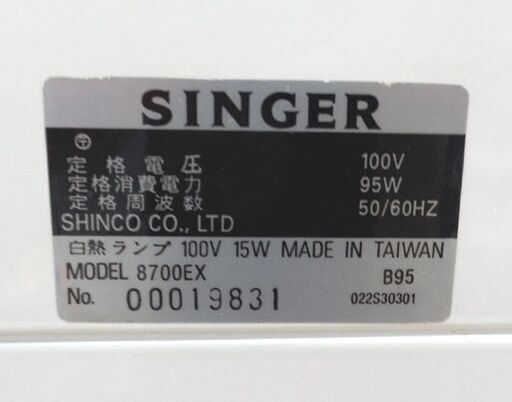 SINGER
〒
定格電圧 100V
定格消費電力 95W
定格周波数 50/60HZ
SHINCO CO., LTD
白熱ランプ 100V 15W MADE IN TAIWAN
MODEL 8700EX B95
No. 00019831 022S30301